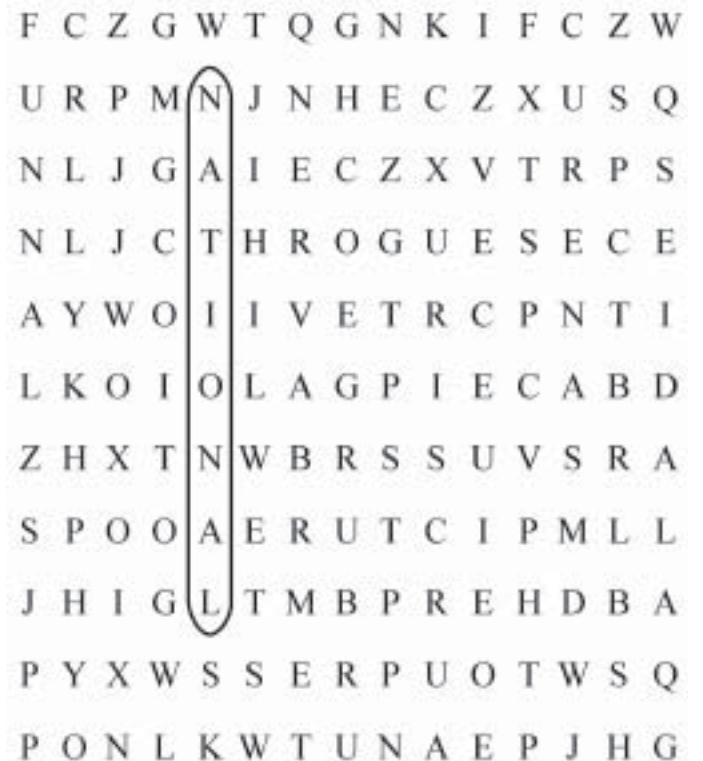 F C Z G W T Q G N K I F C Z W
U R P M N J N H E C Z X U S Q
N L J G A I E C Z X V T R P S
N L J C T H R O G U E S E C E
A Y W O I I V E T R C P N T I
L K O I O L A G P I E C A B D
Z H X T N W B R S S U V S R A
S P O O A E R U T C I P M L L
J H I G L T M B P R E H D B A
P Y X W S S E R P U O T W S Q
P O N L K W T U N A E P J H G